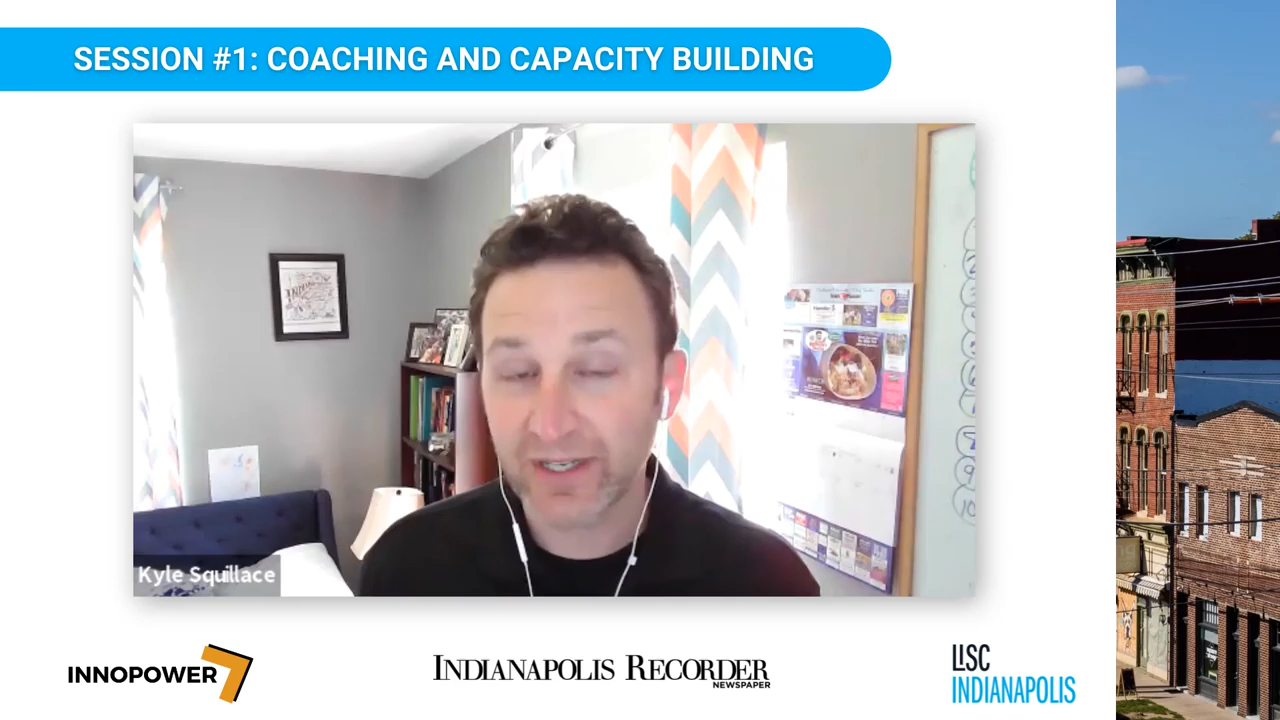 SESSION #1: COACHING AND CAPACITY BUILDING
Kyle Squillace
INNOPOWER
INDIANAPOLIS RECORDER
NEWSPAPER
LISC
INDIANAPOLIS